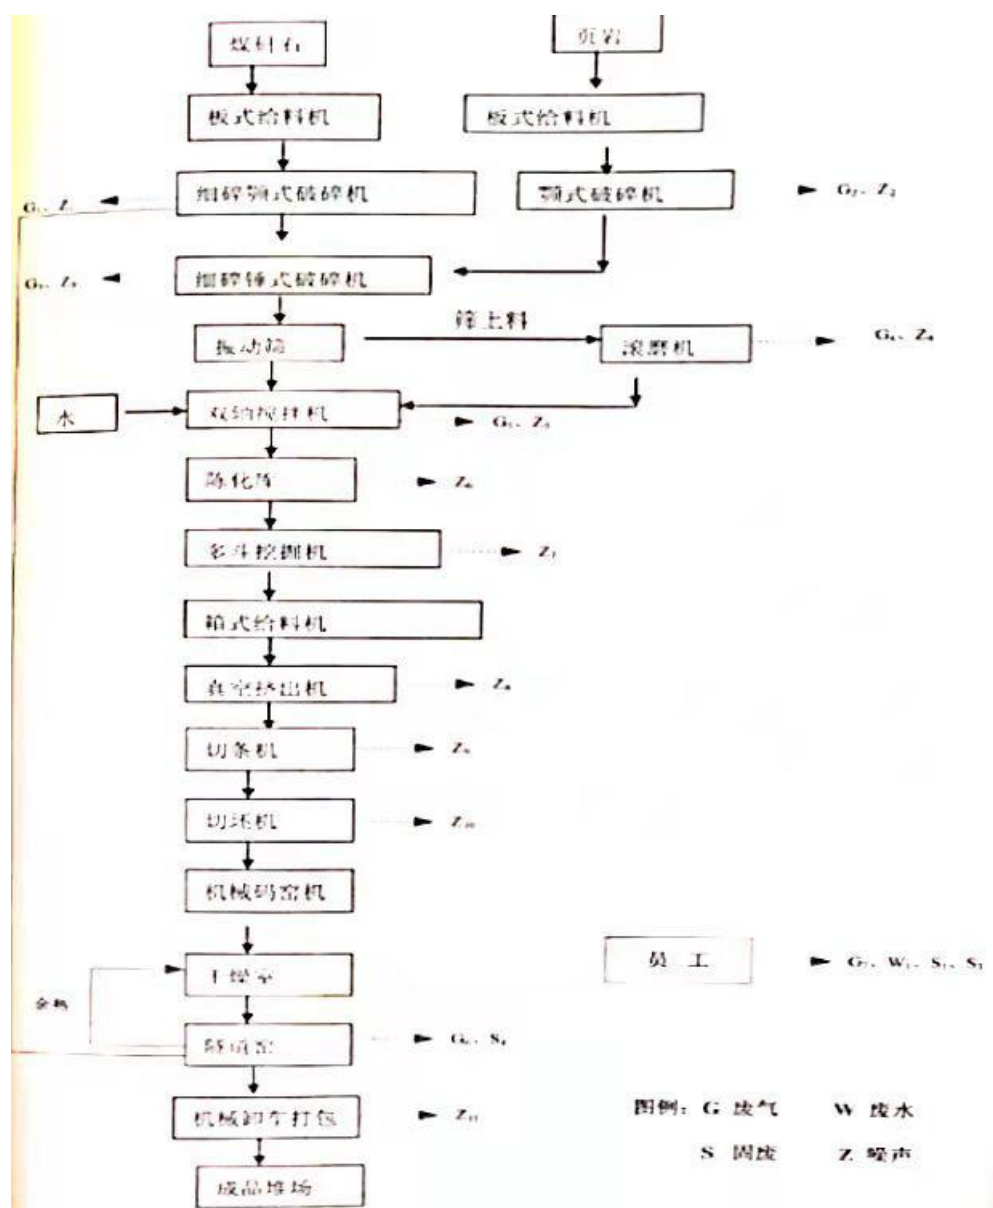 煤矸石 页岩
板式给料机 板式给料机
G₁、Z₁ 细碎颚式破碎机 颚式破碎机 G₂、Z₂
G₃、Z₃ 细碎锤式破碎机
振动筛 筛上料 滚磨机 G₄、Z₄
水 双轴搅拌机 G₅、Z₅
陈化库 Z₆
多斗挖掘机 Z₇
箱式给料机
真空挤出机 Z₈
切条机 Z₉
切坯机 Z₁₀
机械码窑机
干燥室 员 工 G₇、W₁、S₁、
余热
隧道窑 G₆、
机械卸车打包 Z₁₁
图例: G 废气 W 废水
S 固废 Z 噪声
成品堆场